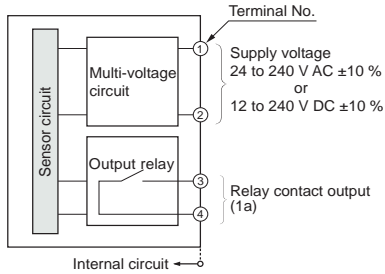 Terminal No.
1
Supply voltage
24 to 240 V AC ±10 %
or
12 to 240 V DC ±10 %
Multi-voltage
circuit
2
Sensor circuit
Output relay
3
Relay contact output
(1a)
4
Internal circuit